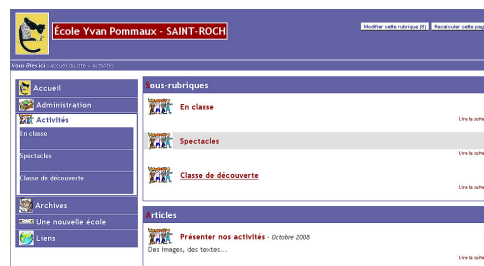 École Yvan Pommaux - SAINT-ROCH
Modifier cette rubrique (8) Recalculer cette pag
Vous êtes ici : accueil du site > Activités
Accueil
Administration
Activités
En classe
Spectacles
Classe de découverte
Archives
Une nouvelle école
Liens
Sous-rubriques
En classe
Lire la suite
Spectacles
Lire la suite
Classe de découverte
Lire la suite
Articles
Présenter nos activités - Octobre 2008
Des images, des textes...
Lire la suite